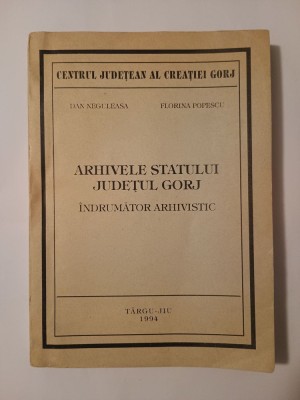 CENTRUL JUDEȚEAN AL CREAȚIEI GORJ
DAN NEGULEASA FLORINA POPESCU
ARHIVELE STATULUI
JUDEȚUL GORJ
ÎNDRUMĂTOR ARHIVISTIC
TÂRGU-JIU
1994